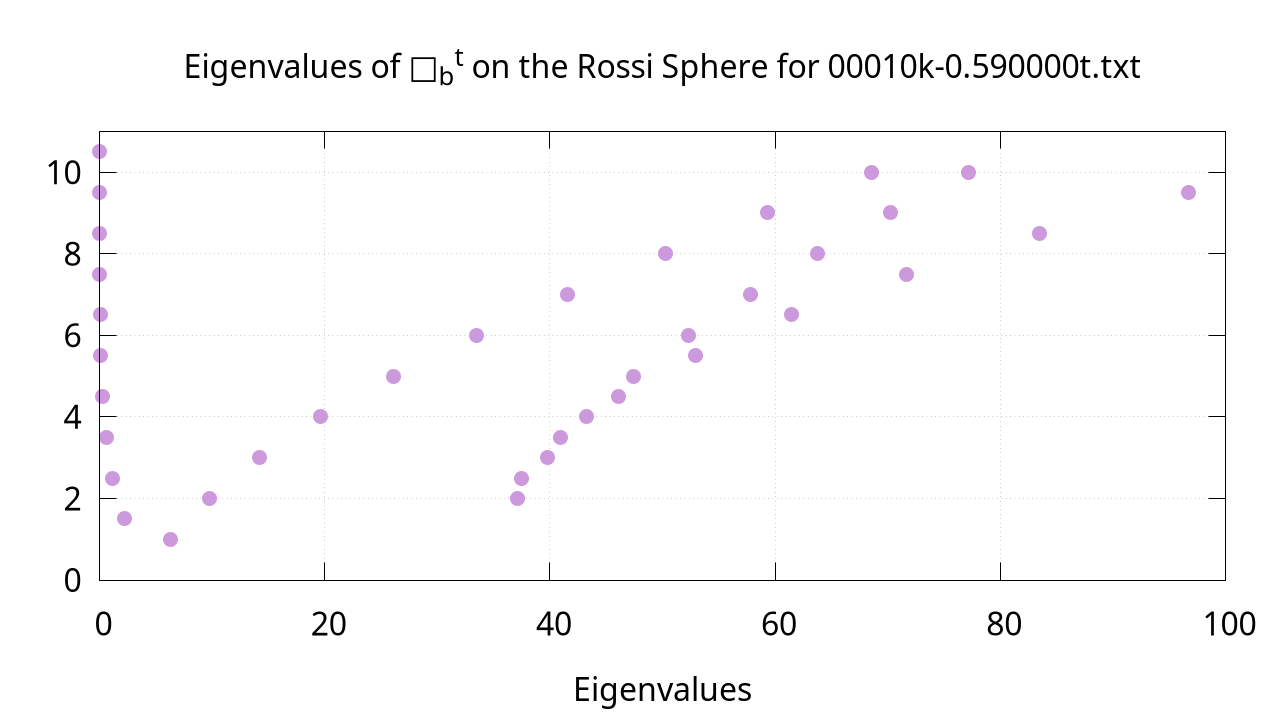 Eigenvalues of □_b^t on the Rossi Sphere for 00010k-0.590000t.txt
10
8
6
4
2
0
0 20 40 60 80 100
Eigenvalues